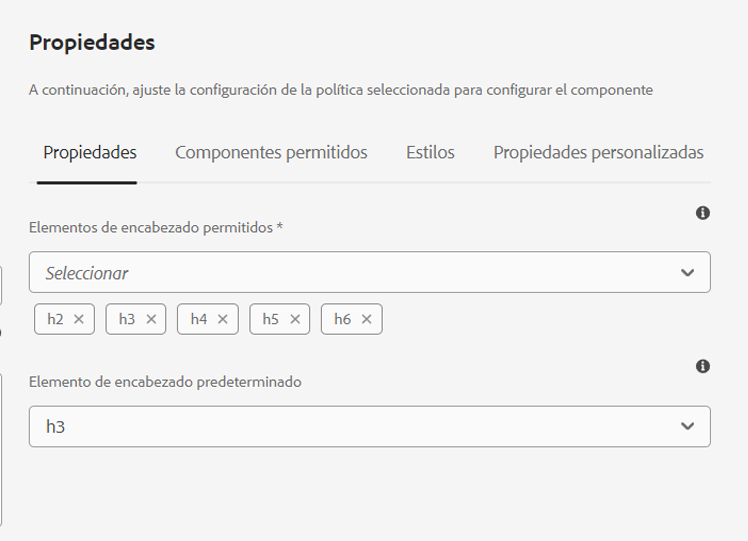 Propiedades
A continuación, ajuste la configuración de la política seleccionada para configurar el componente
Propiedades Componentes permitidos Estilos Propiedades personalizadas
Elementos de encabezado permitidos *
Seleccionar
h2 h3 h4 h5 h6
Elemento de encabezado predeterminado
h3